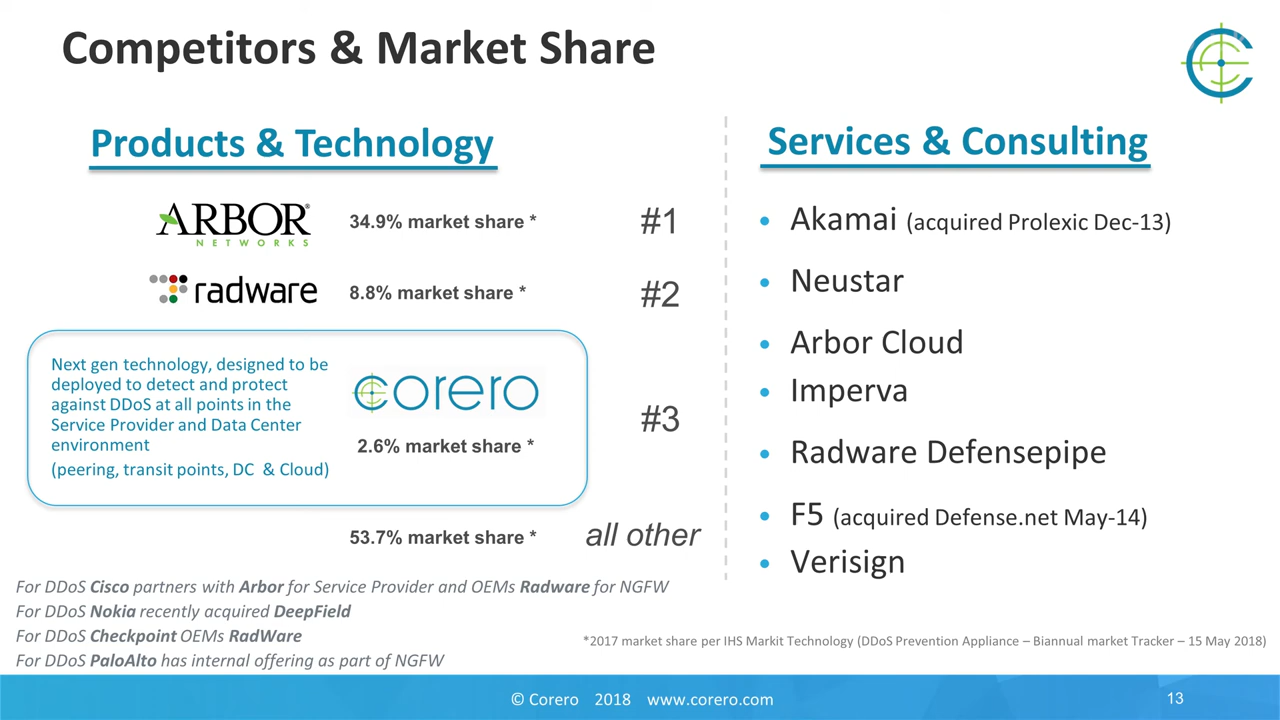 Competitors & Market Share
Products & Technology
ARBOR®
NETWORKS
34.9% market share *
#1
radware
8.8% market share *
#2
Next gen technology, designed to be
deployed to detect and protect
against DDoS at all points in the
Service Provider and Data Center
environment
(peering, transit points, DC & Cloud)
corero
2.6% market share *
#3
53.7% market share *
all other
For DDoS Cisco partners with Arbor for Service Provider and OEMs Radware for NGFW
For DDoS Nokia recently acquired DeepField
For DDoS Checkpoint OEMs RadWare
For DDoS PaloAlto has internal offering as part of NGFW
Services & Consulting
• Akamai (acquired Prolexic Dec-13)
• Neustar
• Arbor Cloud
• Imperva
• Radware Defensepipe
• F5 (acquired Defense.net May-14)
• Verisign
*2017 market share per IHS Markit Technology (DDoS Prevention Appliance – Biannual market Tracker – 15 May 2018)
© Corero 2018 www.corero.com
13